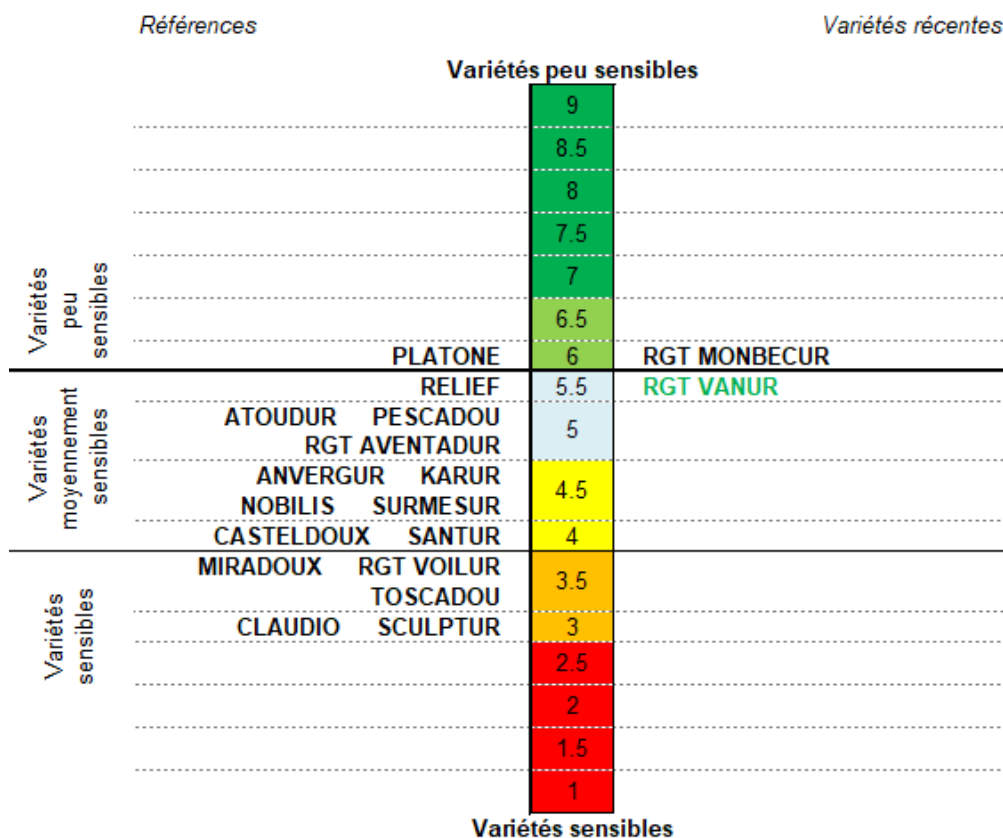 Références Variétés récentes
Variétés peu sensibles
9
8.5
8
7.5
7
6.5
Variétés
peu
sensibles
PLATONE 6 RGT MONBECUR
RELIEF 5.5 RGT VANUR
ATOUDUR PESCADOU
5
RGT AVENTADUR
Variétés
moyennement
sensibles
ANVERGUR KARUR
4.5
NOBILIS SURMESUR
CASTELDOUX SANTUR 4
MIRADOUX RGT VOILUR
3.5
TOSCADOU
CLAUDIO SCULPTUR 3
Variétés
sensibles
2.5
2
1.5
1
Variétés sensibles